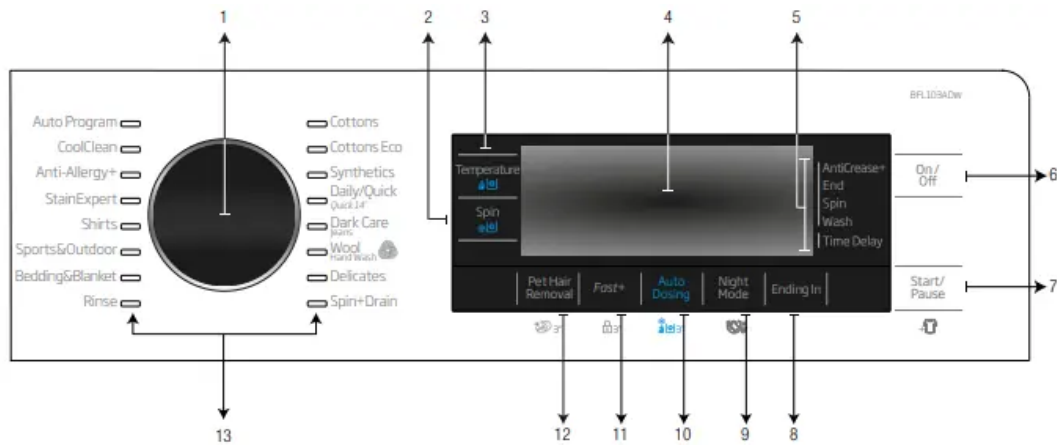 1
2
3
4
5
BFL103ADW
Auto Program
CoolClean
Anti-Allergy+
StainExpert
Shirts
Sports&Outdoor
Bedding&Blanket
Rinse
Cottons
Cottons Eco
Synthetics
Daily/Quick
Quick 14'
Dark Care
Jeans
Wool
Hand Wash
Delicates
Spin+Drain
Temperature
Spin
AntiCrease+
End
Spin
Wash
Time Delay
On/
Off
6
Pet Hair
Removal
Fast+
Auto
Dosing
Night
Mode
Ending In
Start/
Pause
7
3"
3"
3"
13
12
11
10
9
8